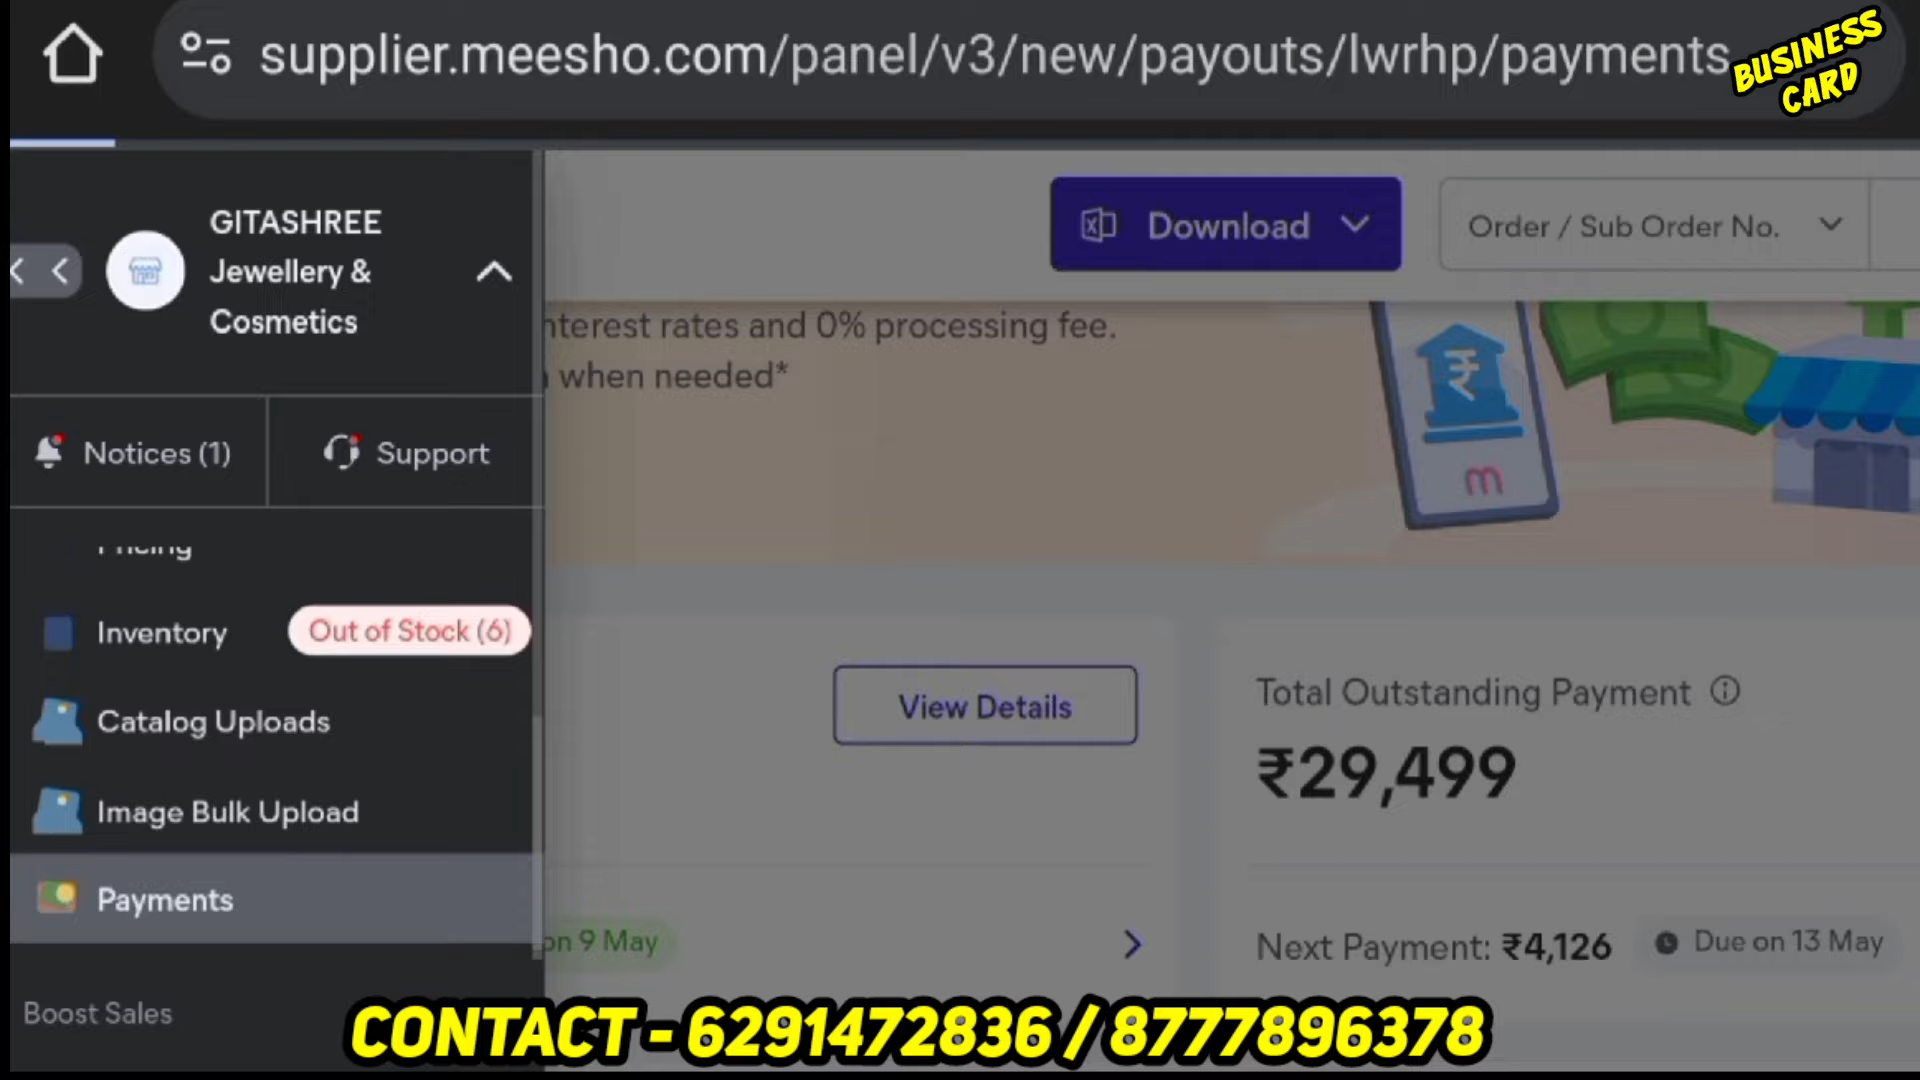 supplier.meesho.com/panel/v3/new/payouts/lwrhp/payments
BUSINESS
CARD
GITASHREE
Jewellery &
Cosmetics
Download
Order / Sub Order No.
nterest rates and 0% processing fee.
when needed*
Notices (1)
Support
m
Pricing
Inventory
Out of Stock (6)
Catalog Uploads
Image Bulk Upload
Payments
View Details
Total Outstanding Payment
₹29,499
on 9 May
Next Payment: ₹4,126
Due on 13 May
Boost Sales
CONTACT - 6291472836 / 8777896378